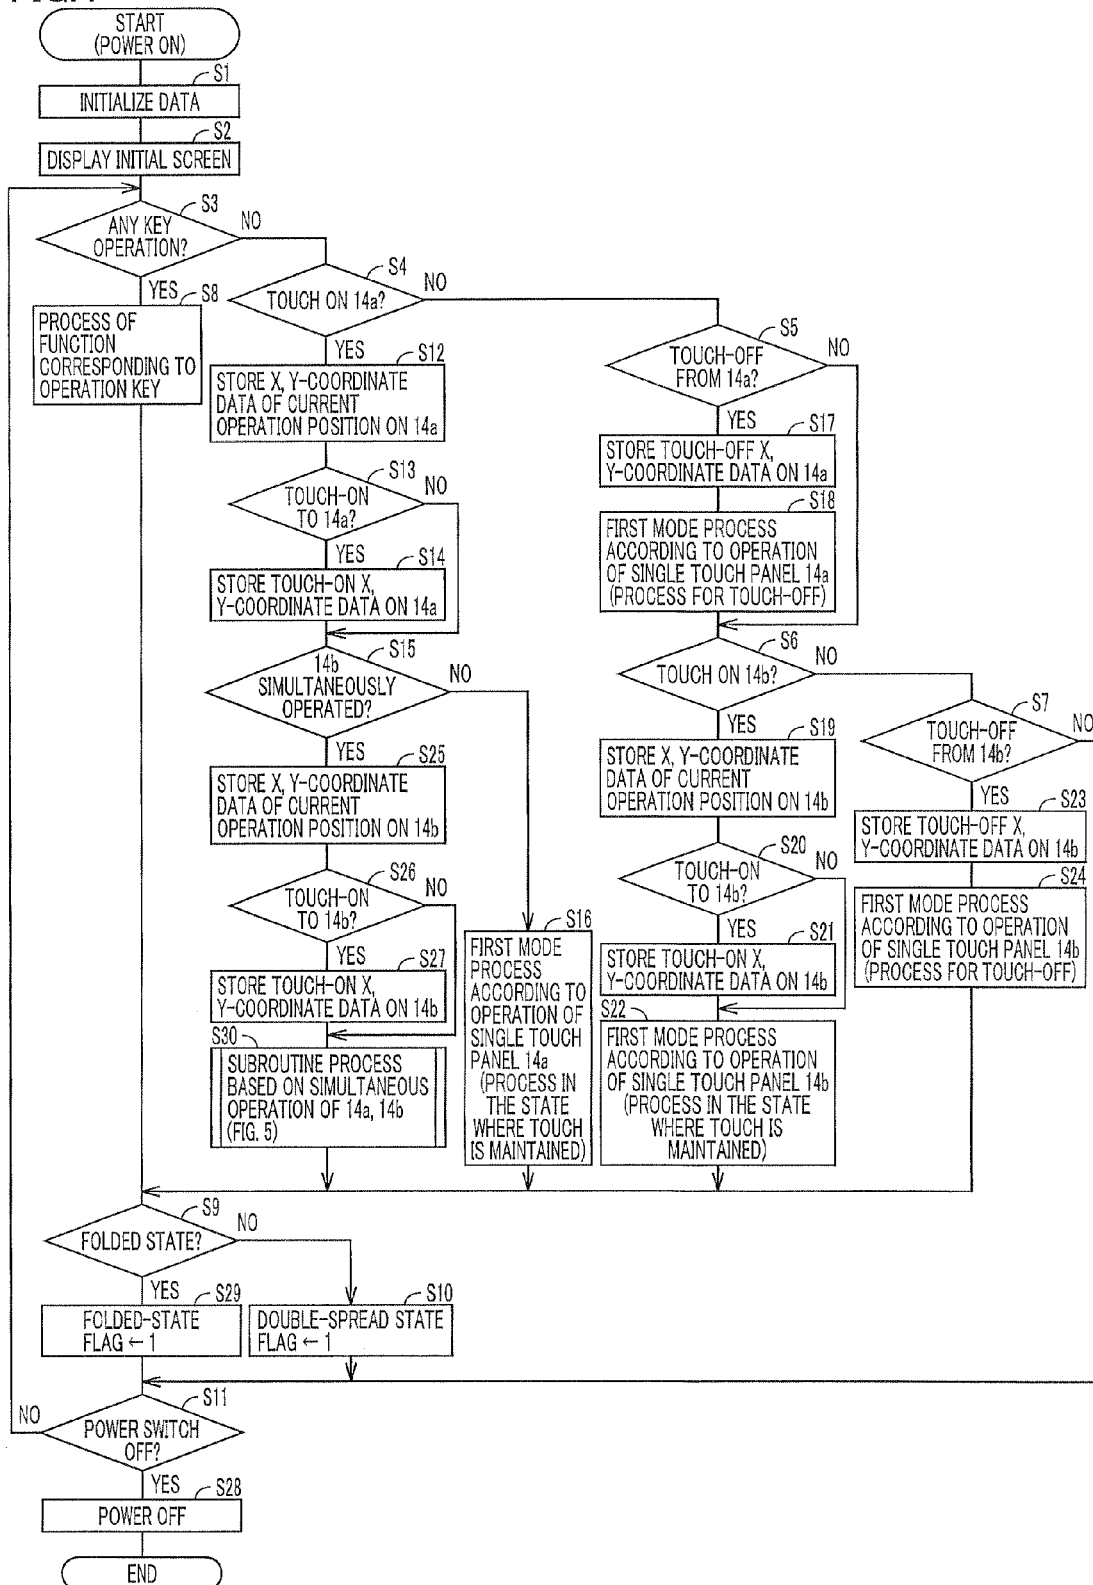 START
(POWER ON)
S1
INITIALIZE DATA
S2
DISPLAY INITIAL SCREEN
S3
ANY KEY
OPERATION?
NO
YES
S8
PROCESS OF
FUNCTION
CORRESPONDING TO
OPERATION KEY
S4
TOUCH ON 14a?
NO
YES
S12
STORE X, Y-COORDINATE
DATA OF CURRENT
OPERATION POSITION ON 14a
S13
TOUCH-ON
TO 14a?
NO
YES
S14
STORE TOUCH-ON X,
Y-COORDINATE DATA ON 14a
S15
14b
SIMULTANEOUSLY
OPERATED?
NO
YES
S25
STORE X, Y-COORDINATE
DATA OF CURRENT
OPERATION POSITION ON 14b
S26
TOUCH-ON
TO 14b?
NO
YES
S27
STORE TOUCH-ON X,
Y-COORDINATE DATA ON 14b
S30
SUBROUTINE PROCESS
BASED ON SIMULTANEOUS
OPERATION OF 14a, 14b
(FIG. 5)
S16
FIRST MODE
PROCESS
ACCORDING TO
OPERATION OF
SINGLE TOUCH
PANEL 14a
(PROCESS IN
THE STATE
WHERE TOUCH
IS MAINTAINED)
S5
TOUCH-OFF
FROM 14a?
NO
YES
S17
STORE TOUCH-OFF X,
Y-COORDINATE DATA ON 14a
S18
FIRST MODE PROCESS
ACCORDING TO OPERATION
OF SINGLE TOUCH PANEL 14a
(PROCESS FOR TOUCH-OFF)
S6
TOUCH ON 14b?
NO
YES
S19
STORE X, Y-COORDINATE
DATA OF CURRENT
OPERATION POSITION ON 14b
S20
TOUCH-ON
TO 14b?
NO
YES
S21
STORE TOUCH-ON X,
Y-COORDINATE DATA ON 14b
S22
FIRST MODE PROCESS
ACCORDING TO OPERATION
OF SINGLE TOUCH PANEL 14b
(PROCESS IN THE STATE
WHERE TOUCH IS
MAINTAINED)
S7
TOUCH-OFF
FROM 14b?
NO
YES
S23
STORE TOUCH-OFF X,
Y-COORDINATE DATA ON 14b
S24
FIRST MODE PROCESS
ACCORDING TO OPERATION
OF SINGLE TOUCH PANEL 14b
(PROCESS FOR TOUCH-OFF)
S9
FOLDED STATE?
NO
YES
S29
FOLDED-STATE
FLAG ← 1
S10
DOUBLE-SPREAD STATE
FLAG ← 1
S11
POWER SWITCH
OFF?
NO
YES
S28
POWER OFF
END